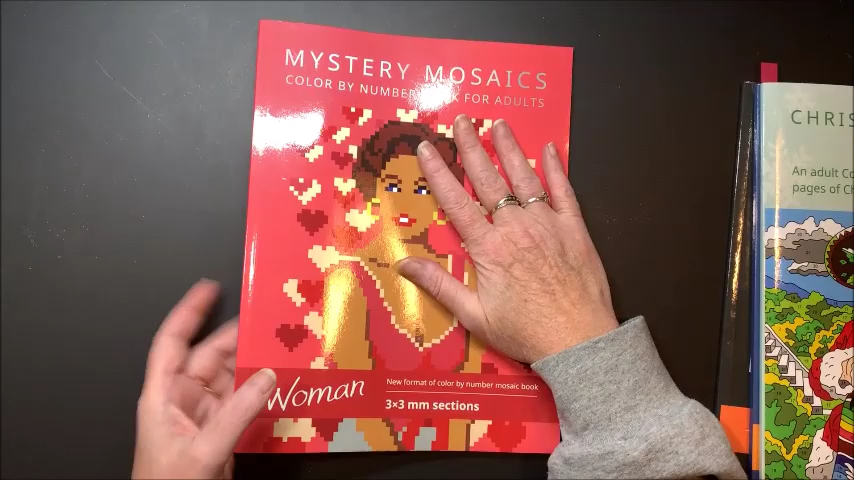 MYSTERY MOSAICS
COLOR BY NUMBER FOR ADULTS
Woman
New format of color by number mosaic book
3×3 mm sections
CHRIS
An adult Co
pages of Ch